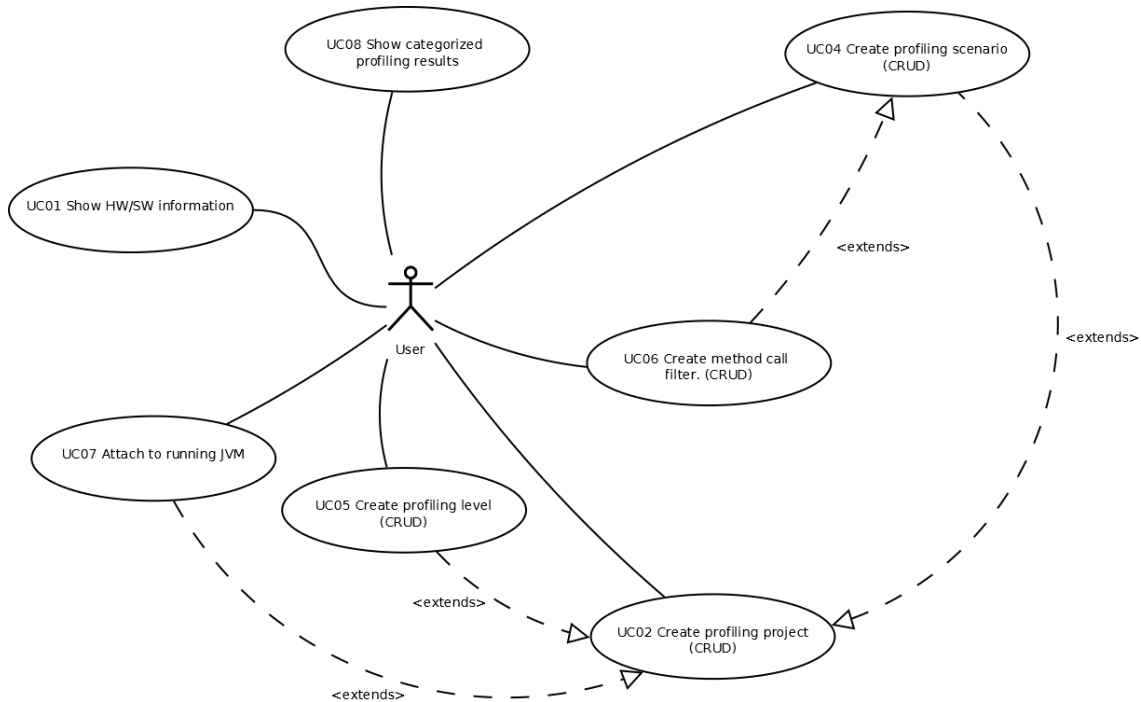 UC08 Show categorized
profiling results
UC04 Create profiling scenario
(CRUD)
UC01 Show HW/SW information
<extends>
User
<extends>
UC06 Create method call
filter. (CRUD)
UC07 Attach to running JVM
UC05 Create profiling level
(CRUD)
<extends>
UC02 Create profiling project
(CRUD)
<extends>